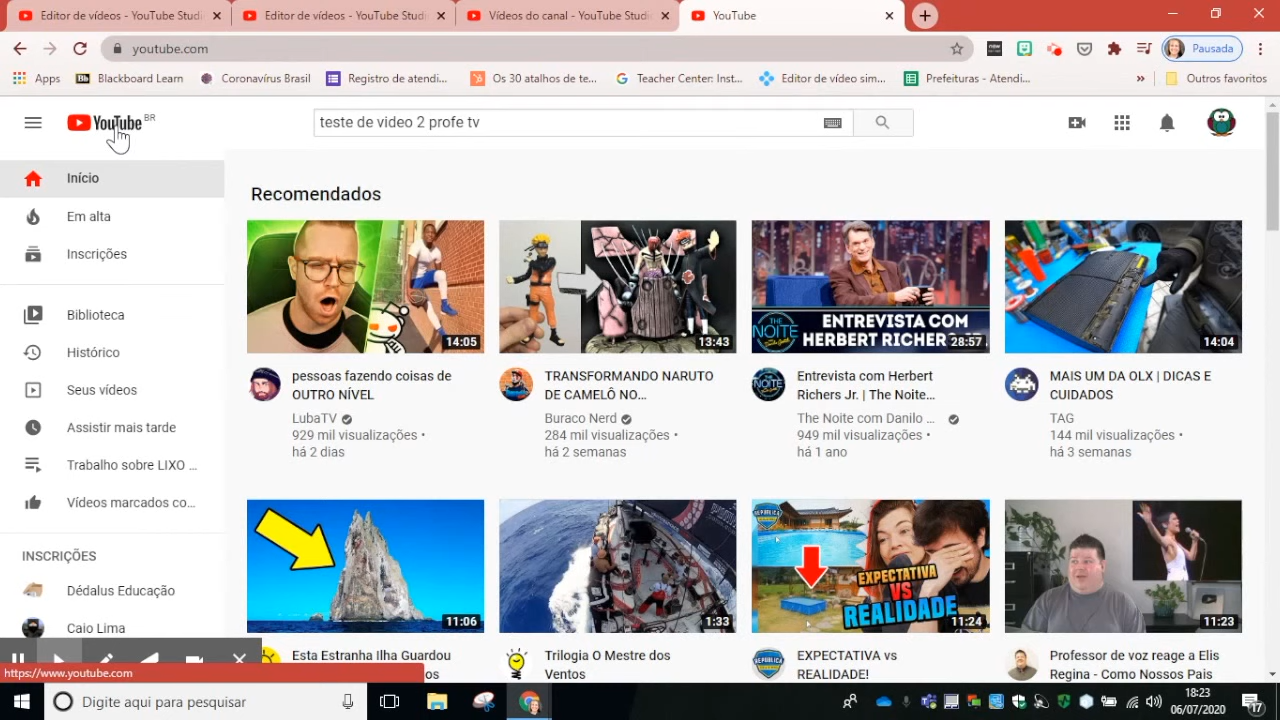 Editor de vídeos - YouTube Studi
Editor de vídeos - YouTube Studi
Vídeos do canal - YouTube Studio
YouTube
youtube.com
Pausada
Apps
Blackboard Learn
Coronavírus Brasil
Registro de atendi...
Os 30 atalhos de te...
Teacher Center: Inst...
Editor de vídeo sim...
Prefeituras - Atendi...
»
Outros favoritos
YouTube BR
teste de video 2 profe tv
Início
Em alta
Inscrições
Biblioteca
Histórico
Seus vídeos
Assistir mais tarde
Trabalho sobre LIXO ...
Vídeos marcados co...
INSCRIÇÕES
Dédalus Educação
Caio Lima
Recomendados
14:05
13:43
THE NOITE
ENTREVISTA COM
HERBERT RICHER
28:57
14:04
pessoas fazendo coisas de
OUTRO NÍVEL
LubaTV
929 mil visualizações •
há 2 dias
TRANSFORMANDO NARUTO
DE CAMELÔ NO...
Buraco Nerd
284 mil visualizações •
há 2 semanas
Entrevista com Herbert
Richers Jr. | The Noite...
The Noite com Danilo ...
949 mil visualizações •
há 1 ano
MAIS UM DA OLX | DICAS E
CUIDADOS
TAG
144 mil visualizações •
há 3 semanas
11:06
1:33
REPÚBLICA
EXPECTATIVA
VS
REALIDADE
11:24
11:23
Esta Estranha Ilha Guardou
dos
Trilogia O Mestre dos
Ventos
EXPECTATIVA vs
REALIDADE!
Professor de voz reage a Elis
Regina - Como Nossos Pais
https://www.youtube.com
Digite aqui para pesquisar
18:23
06/07/2020
17